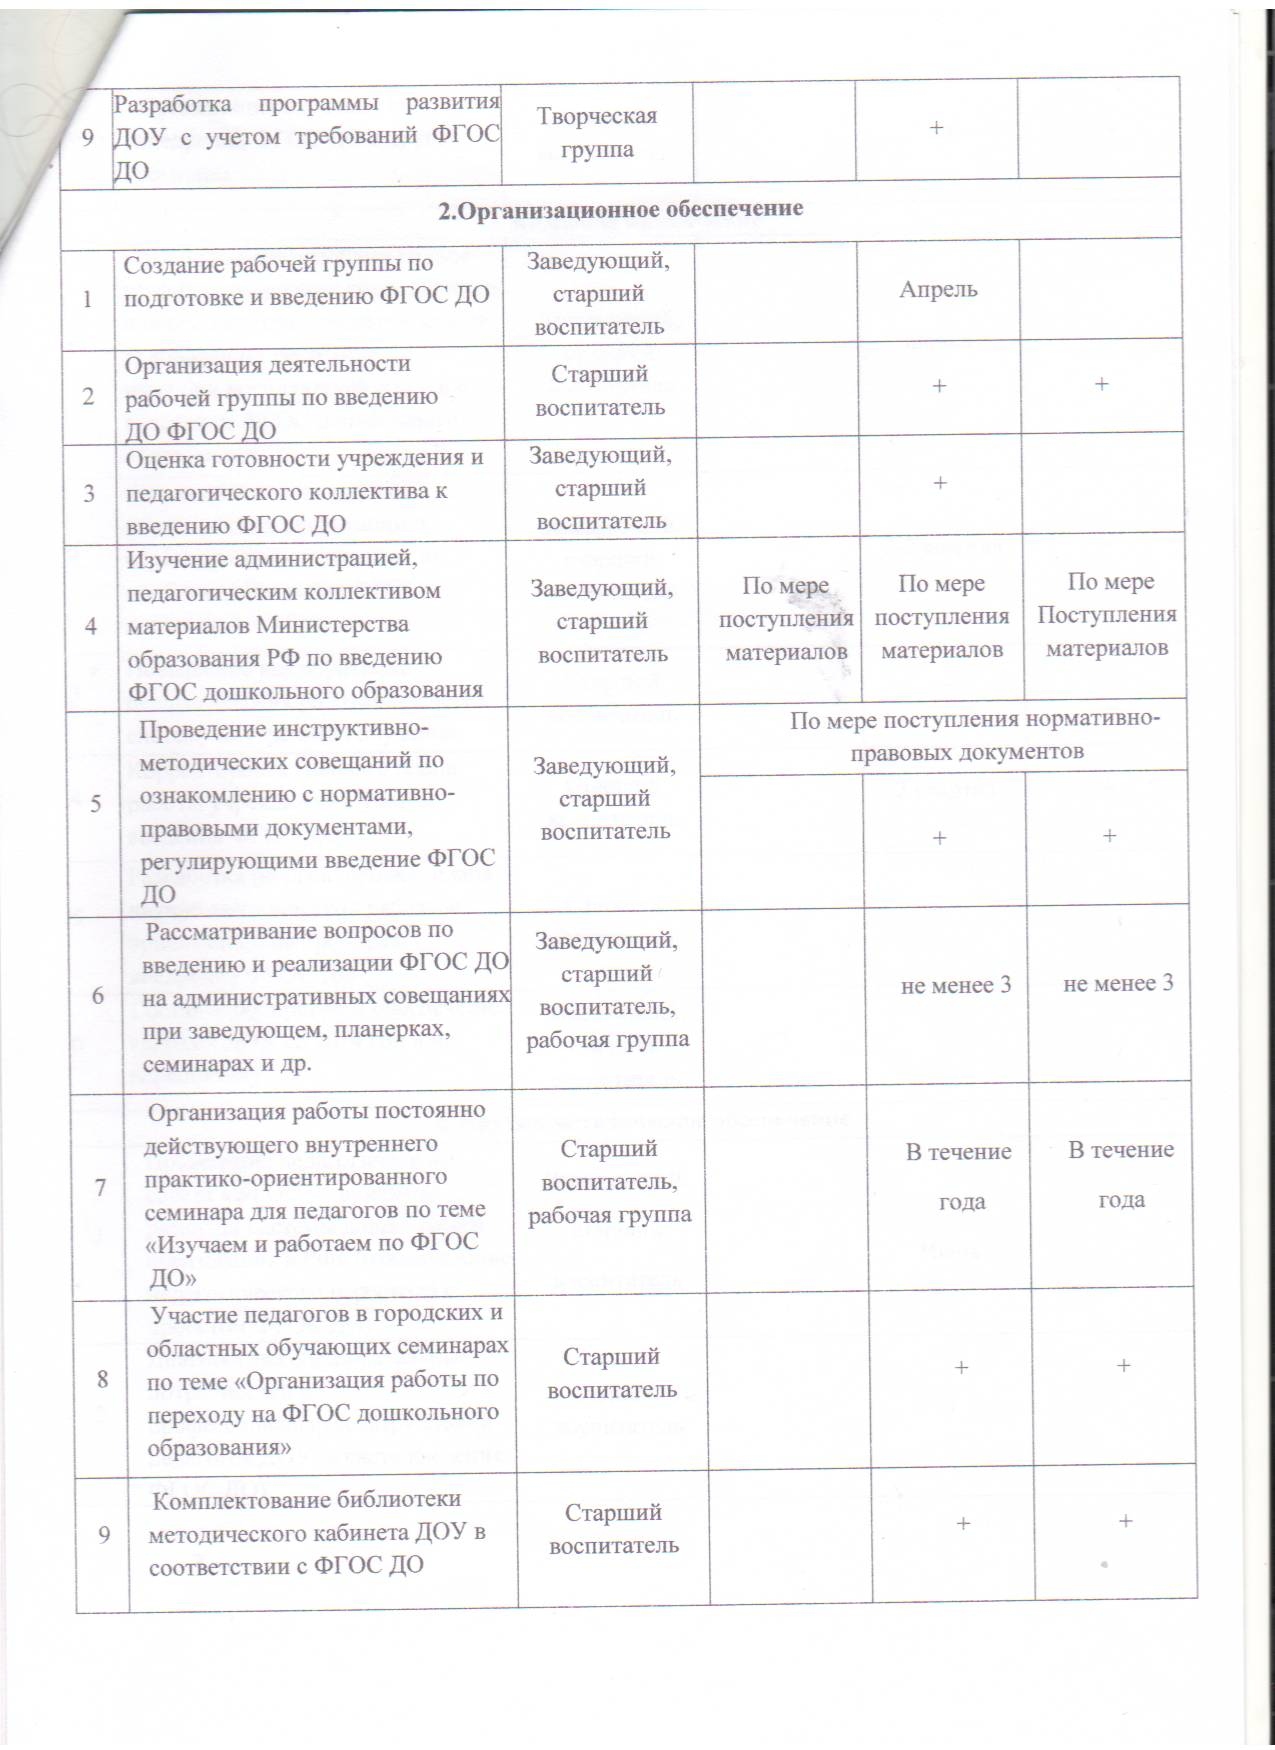 9
Разработка программы развития
ДОУ с учетом требований ФГОС
ДО
Творческая
группа
+
2.Организационное обеспечение
1
Создание рабочей группы по
подготовке и введению ФГОС ДО
Заведующий,
старший
воспитатель
Апрель
2
Организация деятельности
рабочей группы по введению
ДО ФГОС ДО
Старший
воспитатель
+
+
3
Оценка готовности учреждения и
педагогического коллектива к
введению ФГОС ДО
Заведующий,
старший
воспитатель
+
4
Изучение администрацией,
педагогическим коллективом
материалов Министерства
образования РФ по введению
ФГОС дошкольного образования
Заведующий,
старший
воспитатель
По мере
поступления
материалов
По мере
поступления
материалов
По мере
Поступления
материалов
5
Проведение инструктивно-
методических совещаний по
ознакомлению с нормативно-
правовыми документами,
регулирующими введение ФГОС
ДО
Заведующий,
старший
воспитатель
По мере поступления нормативно-
правовых документов
+
+
6
Рассматривание вопросов по
введению и реализации ФГОС ДО
на административных совещаниях
при заведующем, планерках,
семинарах и др.
Заведующий,
старший
воспитатель,
рабочая группа
не менее 3
не менее 3
7
Организация работы постоянно
действующего внутреннего
практико-ориентированного
семинара для педагогов по теме
«Изучаем и работаем по ФГОС
ДО»
Старший
воспитатель,
рабочая группа
В течение
года
В течение
года
8
Участие педагогов в городских и
областных обучающих семинарах
по теме «Организация работы по
переходу на ФГОС дошкольного
образования»
Старший
воспитатель
+
+
9
Комплектование библиотеки
методического кабинета ДОУ в
соответствии с ФГОС ДО
Старший
воспитатель
+
+